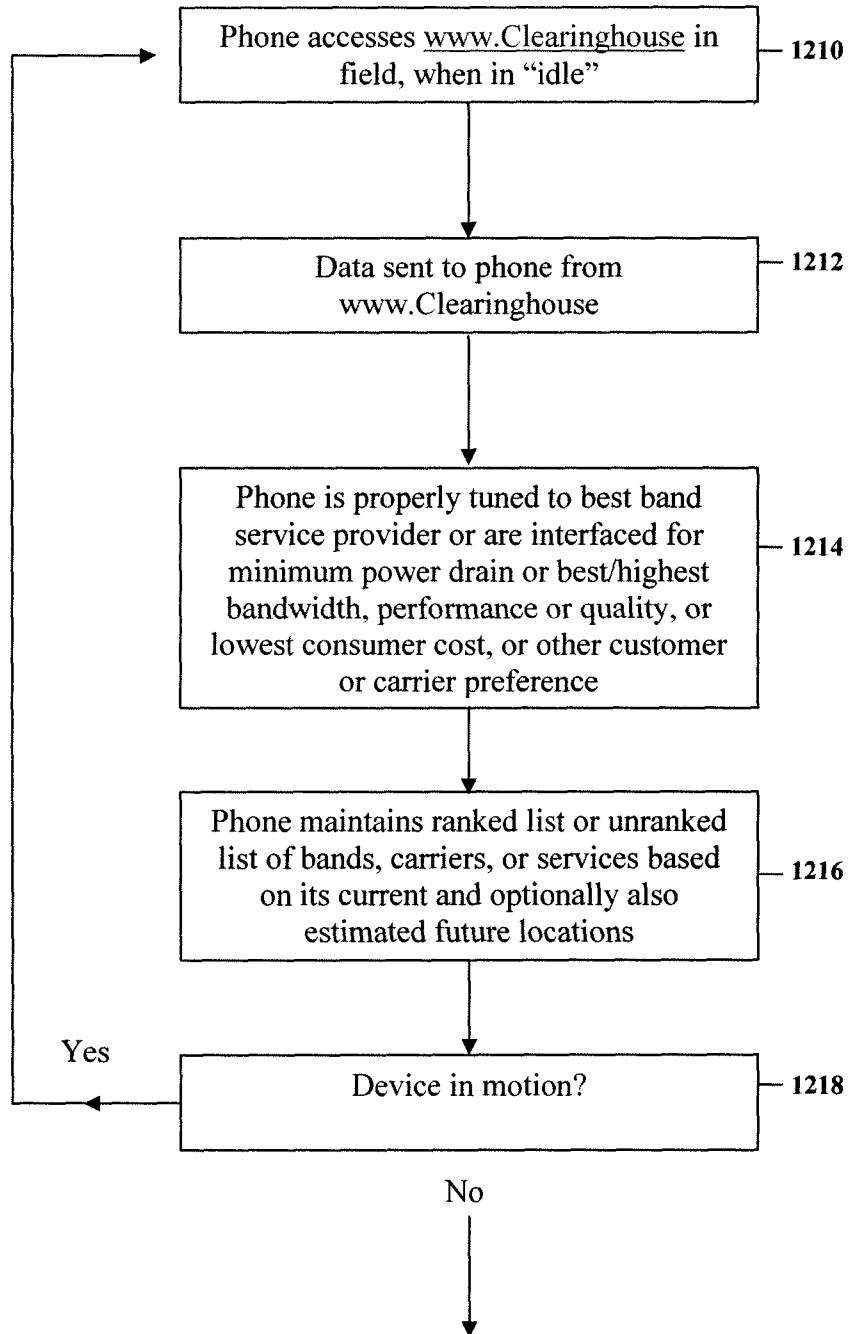 Phone accesses www.Clearinghouse in
field, when in “idle”
1210
Data sent to phone from
www.Clearinghouse
1212
Phone is properly tuned to best band
service provider or are interfaced for
minimum power drain or best/highest
bandwidth, performance or quality, or
lowest consumer cost, or other customer
or carrier preference
1214
Phone maintains ranked list or unranked
list of bands, carriers, or services based
on its current and optionally also
estimated future locations
1216
Yes
Device in motion?
1218
No